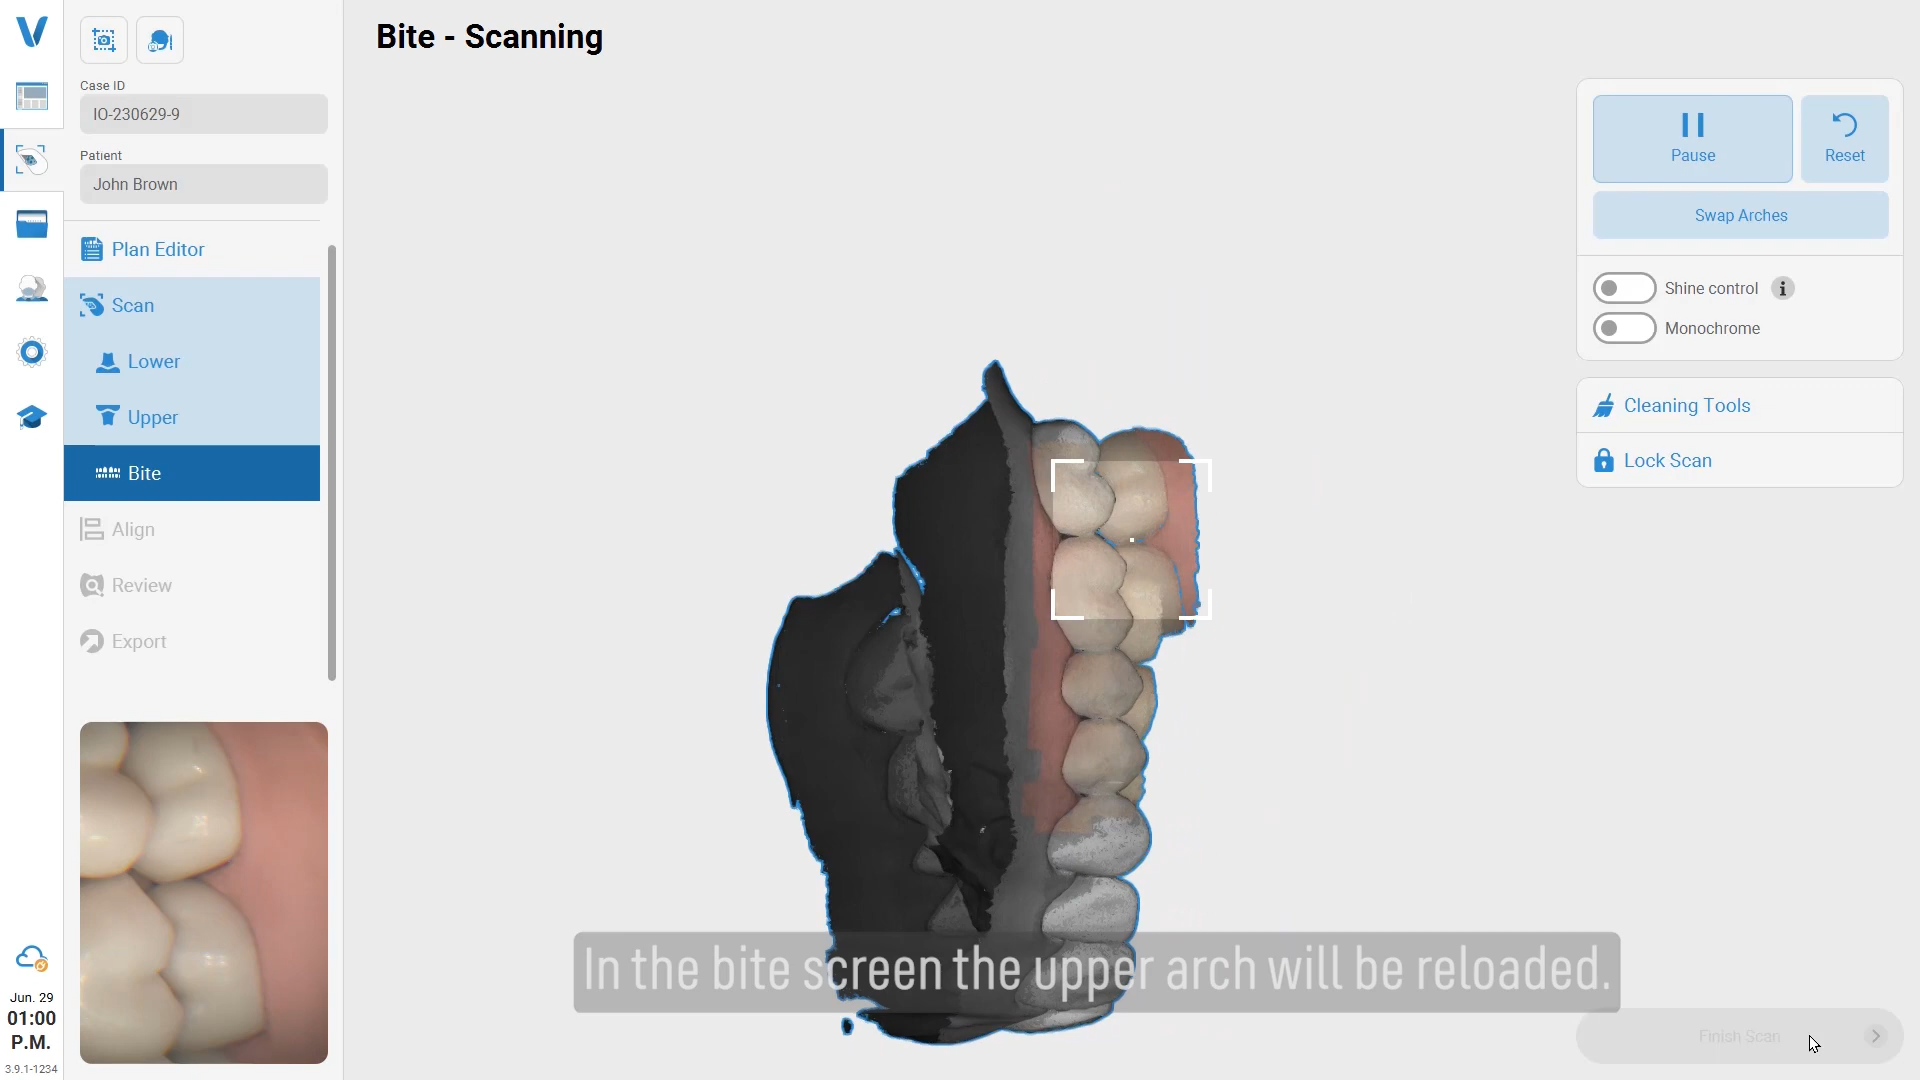 Bite - Scanning
Case ID
IO-230629-9
Patient
John Brown
Plan Editor
Scan
Lower
Upper
Bite
Align
Review
Export
Jun. 29
01:00
P.M.
3.9.1-1234
Pause
Reset
Swap Arches
Shine control
Monochrome
Cleaning Tools
Lock Scan
In the bite screen the upper arch will be reloaded.
Finish Scan